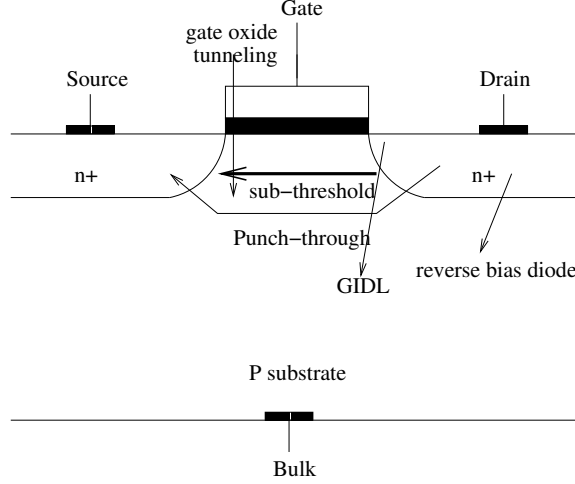 Gate
gate oxide
tunneling
Source
Drain
n+
n+
sub−threshold
Punch−through
reverse bias diode
GIDL
P substrate
Bulk